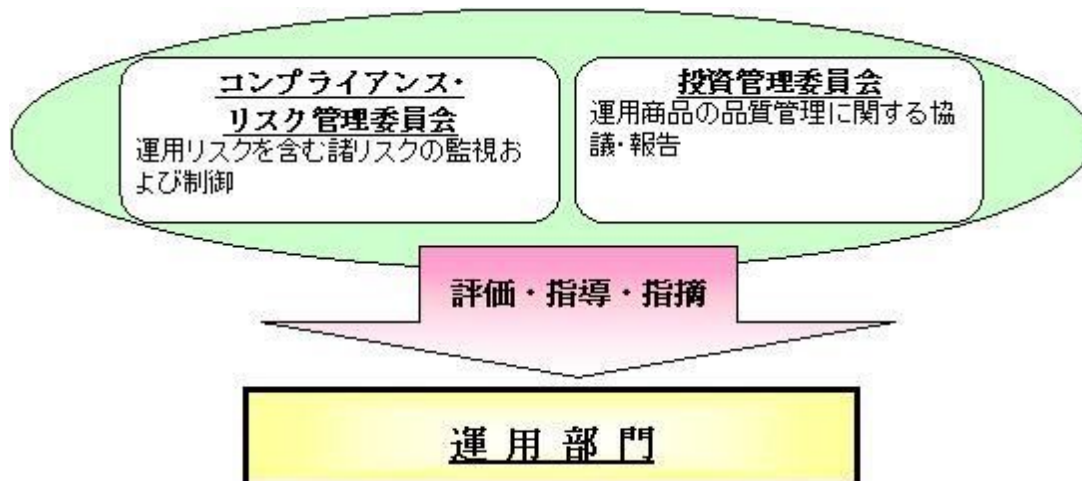 コンプライアンス・
リスク管理委員会
運用リスクを含む諸リスクの監視お
よび制御
投資管理委員会
運用商品の品質管理に関する協
議・報告
評価・指導・指摘
運用部門